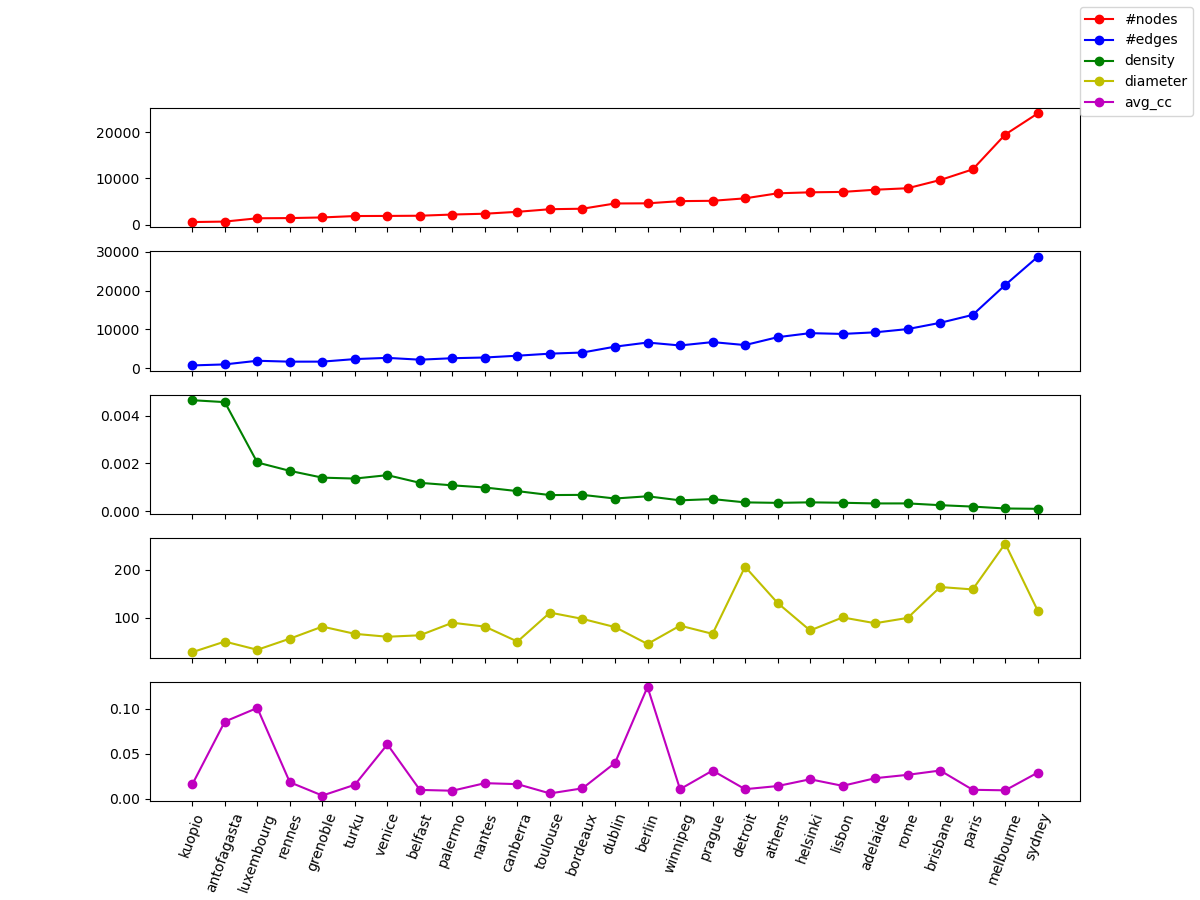 #nodes
#edges
density
diameter
avg_cc
20000
10000
0
30000
20000
10000
0
0.004
0.002
0.000
200
100
0.10
0.05
0.00
kuopio
antofagasta
luxembourg
rennes
grenoble
turku
venice
belfast
palermo
nantes
canberra
toulouse
bordeaux
dublin
berlin
winnipeg
prague
detroit
athens
helsinki
lisbon
adelaide
rome
brisbane
paris
melbourne
sydney